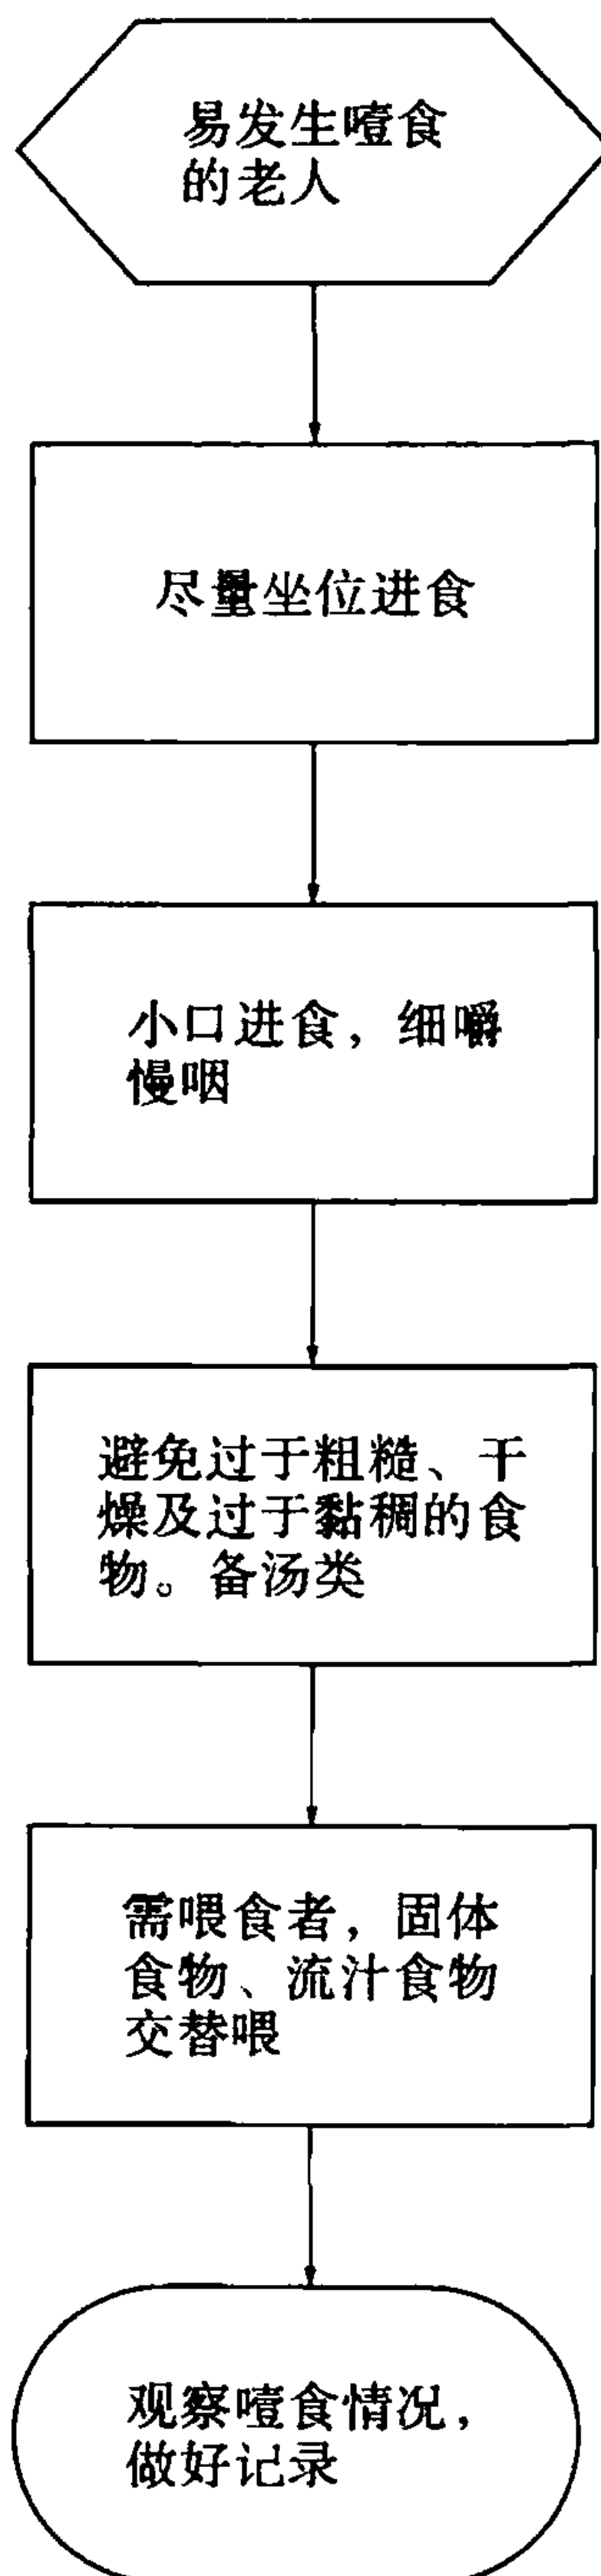 易发生噎食
的老人
尽量坐位进食
小口进食，细嚼
慢咽
避免过于粗糙、干
燥及过于黏稠的食
物。备汤类
需喂食者，固体
食物、流汁食物
交替喂
观察噎食情况，
做好记录